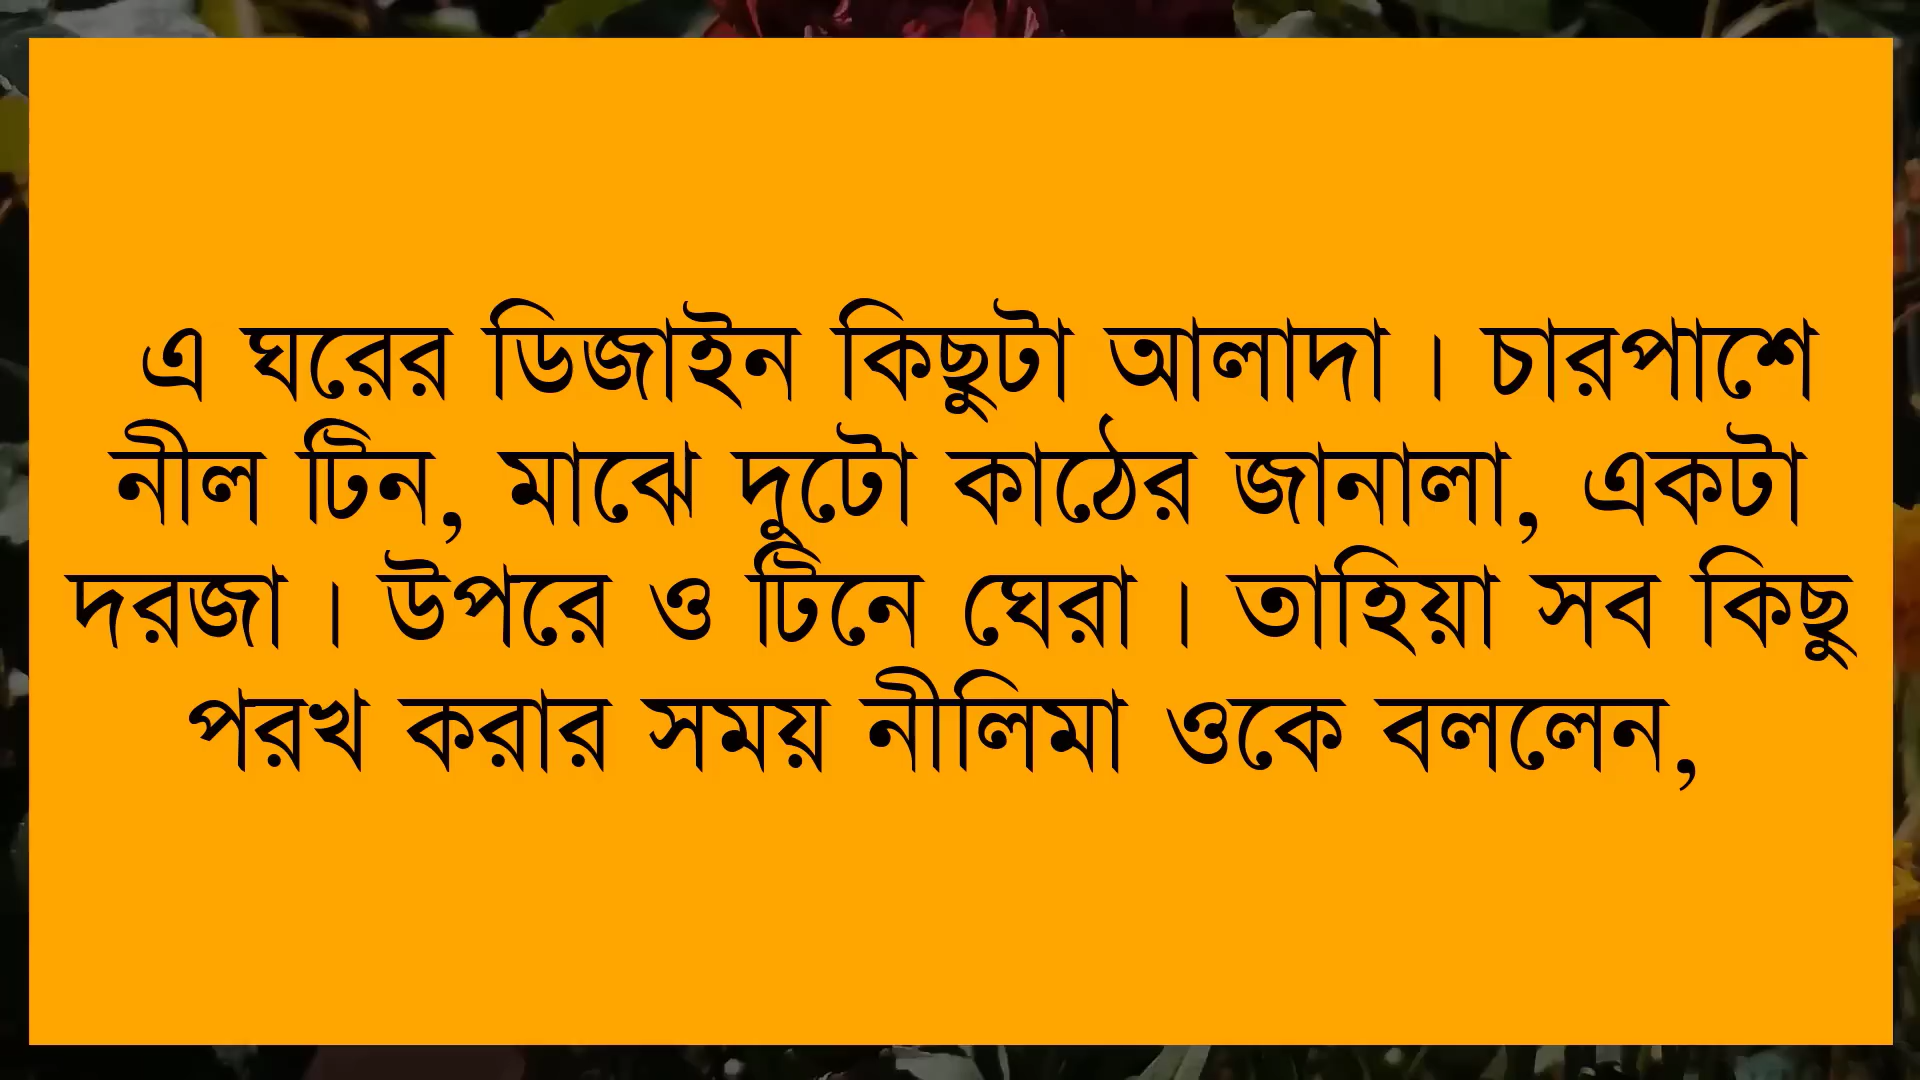 এ ঘরের ডিজাইন কিছুটা আলাদা। চারপাশে
নীল টিন, মাঝে দুটো কাঠের জানালা, একটা
দরজা। উপরে ও টিনে ঘেরা। তাহিয়া সব কিছু
পরখ করার সময় নীলিমা ওকে বললেন,